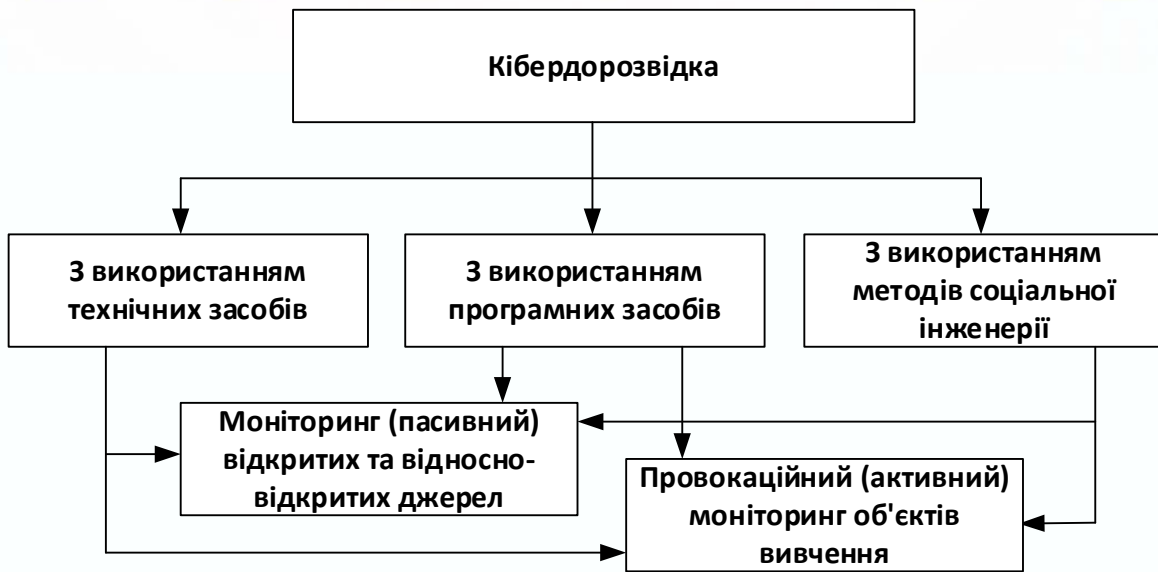 Кібердорозвідка
З використанням
технічних засобів
З використанням
програмних засобів
З використанням
методів соціальної
інженерії
Моніторинг (пасивний)
відкритих та відносно-
відкритих джерел
Провокаційний (активний)
моніторинг об'єктів
вивчення